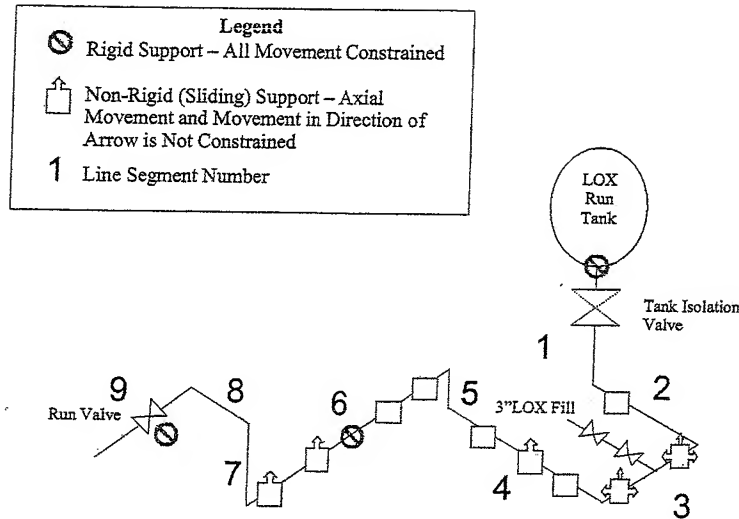 Legend
Rigid Support – All Movement Constrained
Non-Rigid (Sliding) Support – Axial
Movement and Movement in Direction of
Arrow is Not Constrained
1 Line Segment Number
LOX
Run
Tank
Tank Isolation
Valve
1
2
3"LOX Fill
3
4
5
6
7
8
9
Run Valve